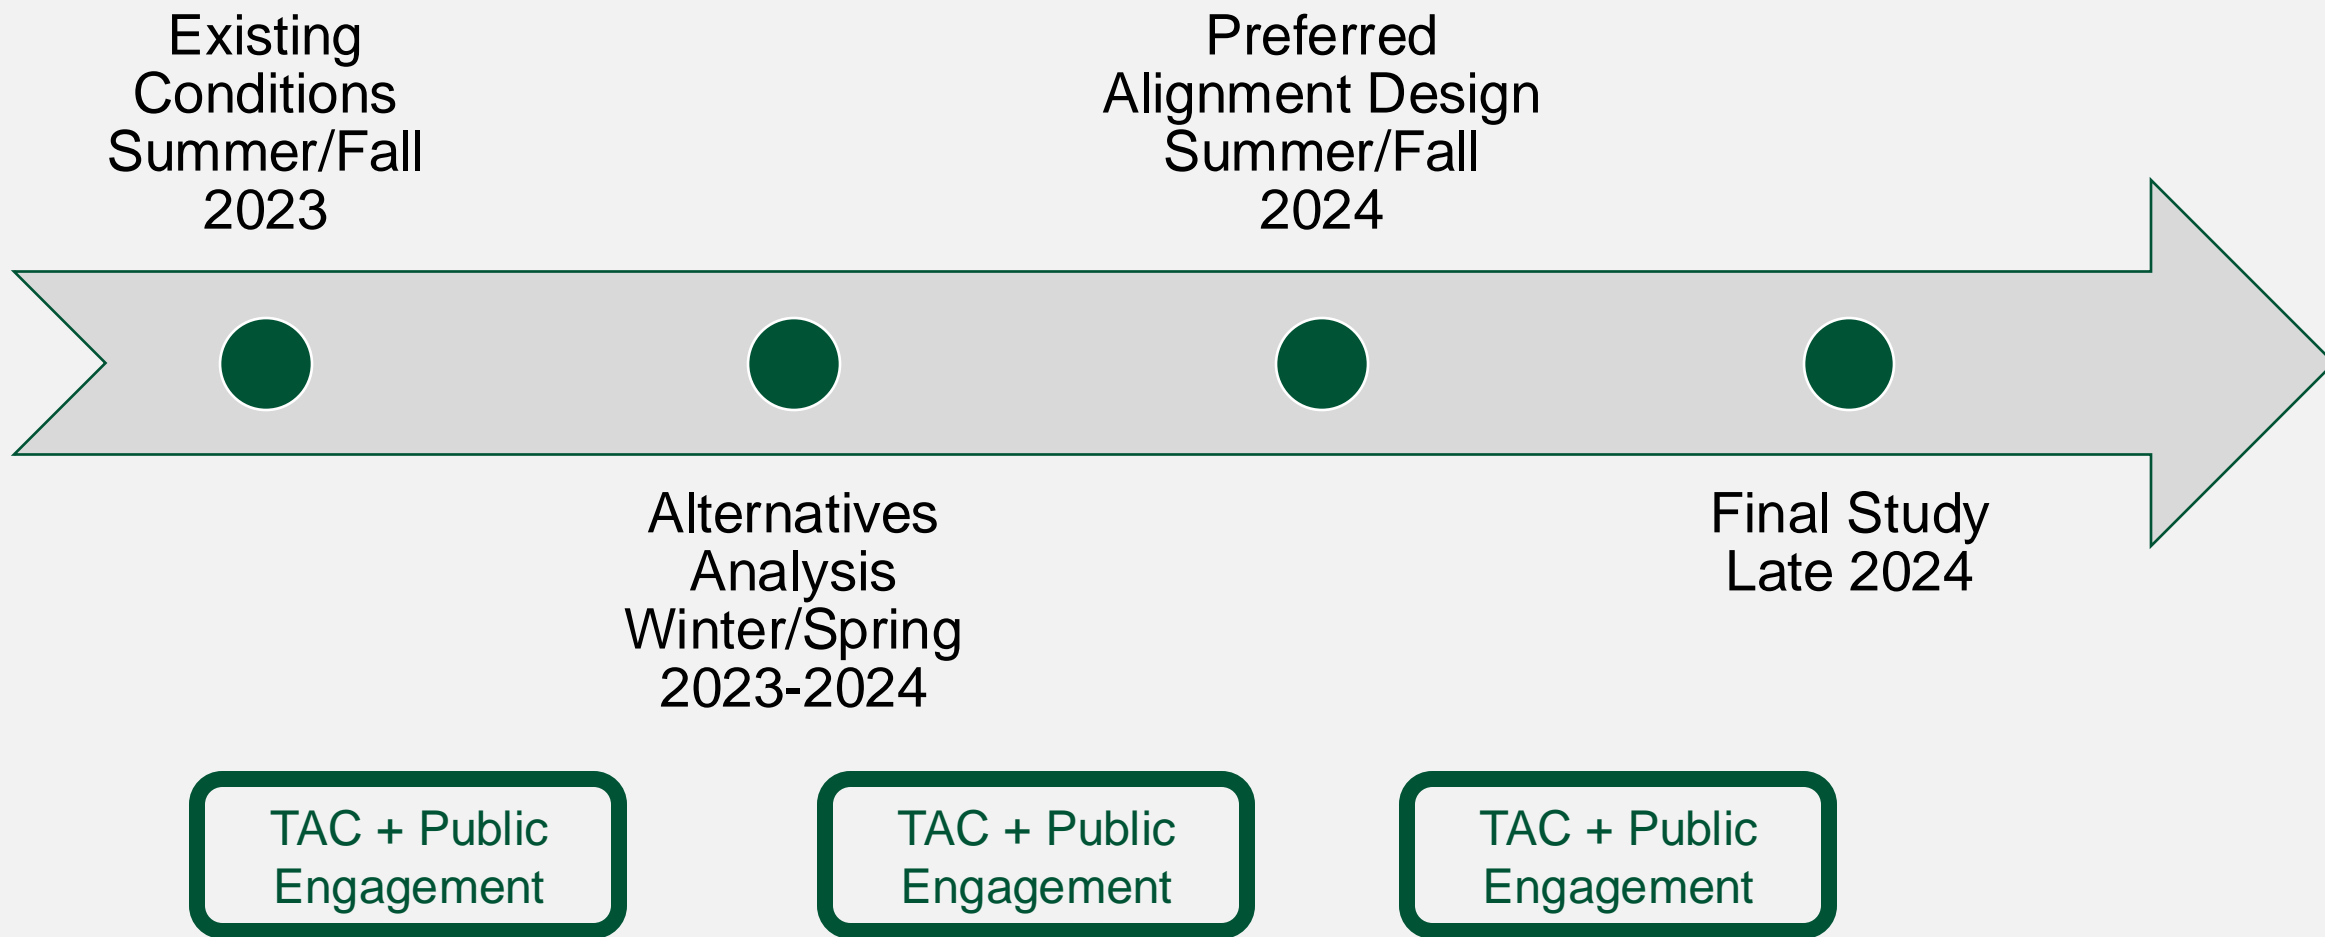 Existing
Conditions
Summer/Fall
2023
Preferred
Alignment Design
Summer/Fall
2024
Alternatives
Analysis
Winter/Spring
2023-2024
Final Study
Late 2024
TAC + Public
Engagement
TAC + Public
Engagement
TAC + Public
Engagement